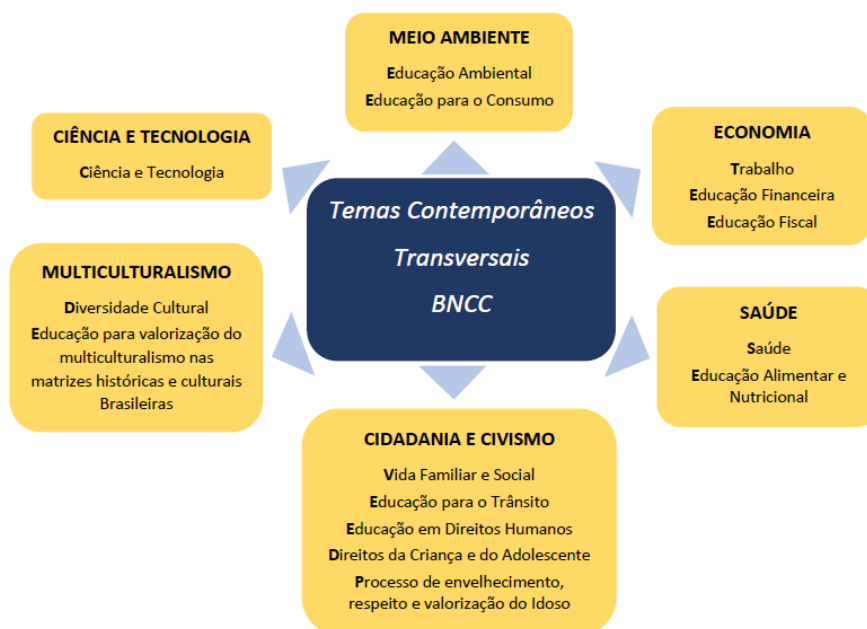 MEIO AMBIENTE
Educação Ambiental
Educação para o Consumo
CIÊNCIA E TECNOLOGIA
Ciência e Tecnologia
ECONOMIA
Trabalho
Educação Financeira
Educação Fiscal
Temas Contemporâneos
Transversais
BNCC
MULTICULTURALISMO
Diversidade Cultural
Educação para valorização do
multiculturalismo nas
matrizes históricas e culturais
Brasileiras
SAÚDE
Saúde
Educação Alimentar e
Nutricional
CIDADANIA E CIVISMO
Vida Familiar e Social
Educação para o Trânsito
Educação em Direitos Humanos
Direitos da Criança e do Adolescente
Processo de envelhecimento,
respeito e valorização do Idoso